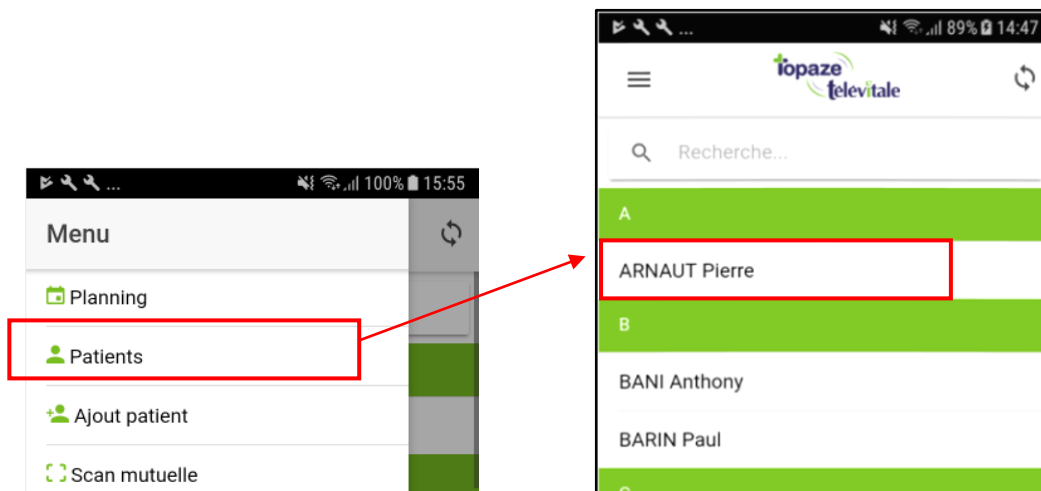 ... 100% 15:55
Menu
Planning
Patients
Ajout patient
Scan mutuelle
... 89% 14:47
topaze
televitale
Recherche...
A
ARNAUT Pierre
B
BANI Anthony
BARIN Paul